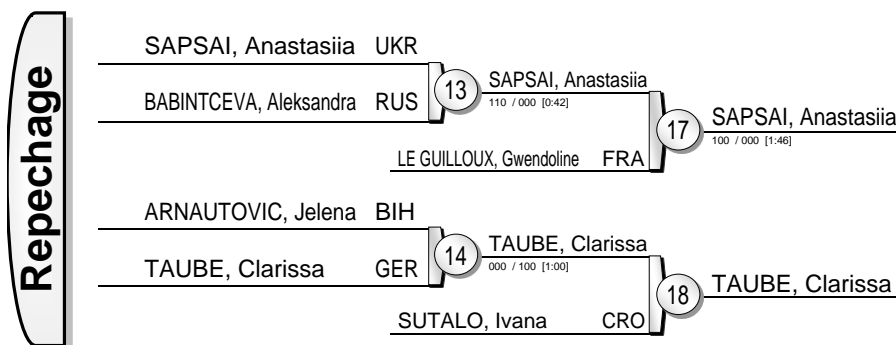 Repechage
SAPSAI, Anastasiia UKR
BABINTCEVA, Aleksandra RUS
13
SAPSAI, Anastasiia
110 / 000 [0:42]
LE GUILLOUX, Gwendoline FRA
17
SAPSAI, Anastasiia
100 / 000 [1:46]
ARNAUTOVIC, Jelena BIH
TAUBE, Clarissa GER
14
TAUBE, Clarissa
000 / 100 [1:00]
SUTALO, Ivana CRO
18
TAUBE, Clarissa